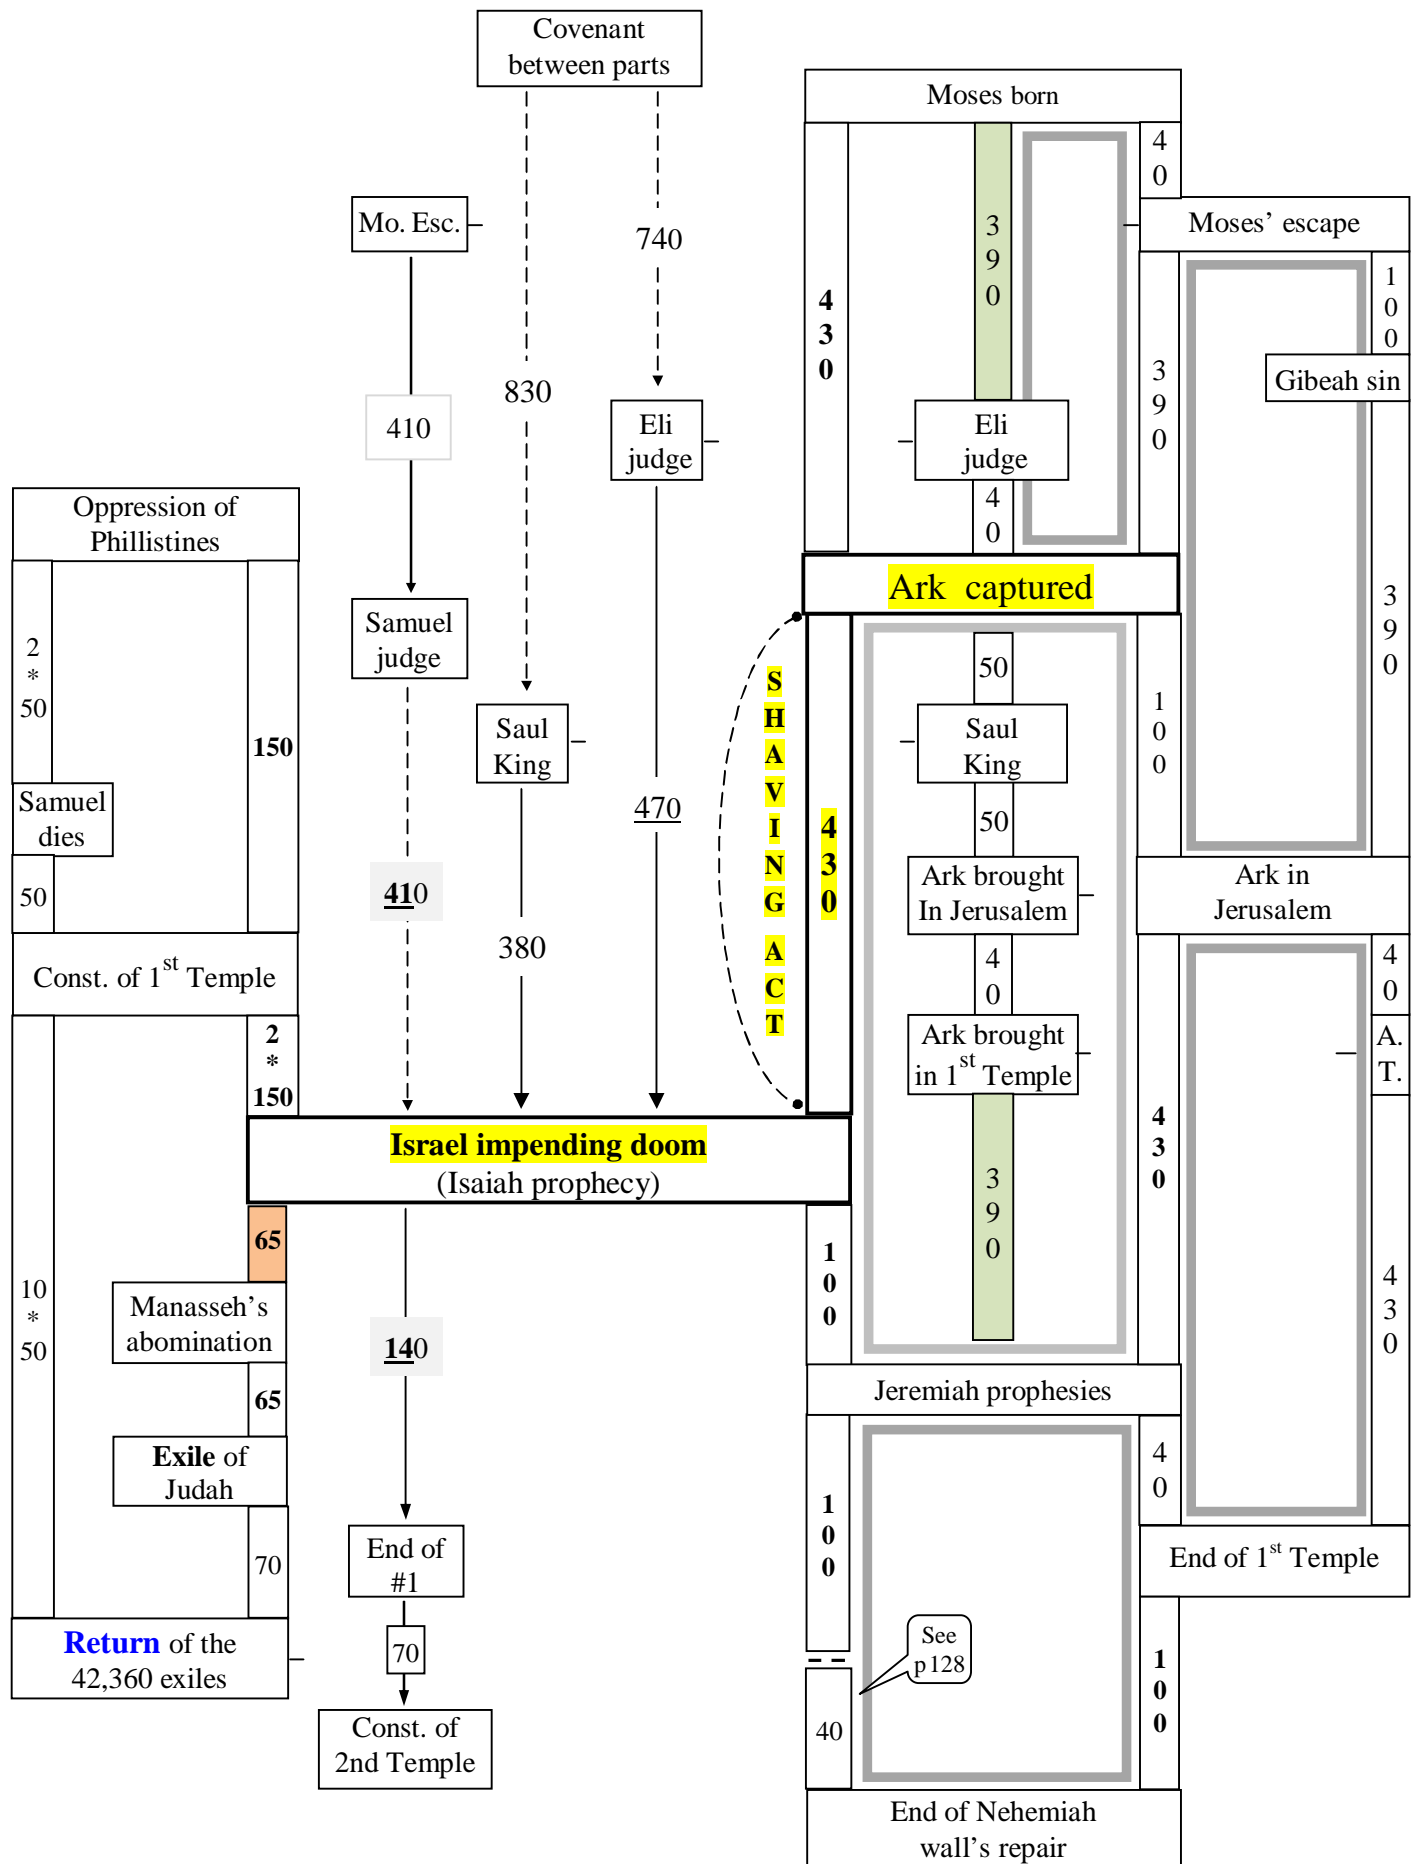 Covenant
between parts
Moses born
4
0
Mo. Esc.
Moses’ escape
740
3
9
0
1
0
0
4
3
0
830
3
9
0
Gibeah sin
410
Eli
judge
Eli
judge
4
0
Oppression of
Phillistines
Ark captured
3
9
0
2
*
50
150
Samuel
judge
50
1
0
0
S
H
A
V
I
N
G
A
C
T
Saul
King
Saul
King
470
4
3
0
50
Samuel
dies
50
410
Ark brought
In Jerusalem
Ark in
Jerusalem
380
4
0
4
0
Const. of 1st Temple
2
*
150
Ark brought
in 1st Temple
A.
T.
Israel impending doom
(Isaiah prophecy)
4
3
0
3
9
0
65
1
0
0
10
*
50
Manasseh’s
abomination
140
4
3
0
65
Jeremiah prophesies
Exile of
Judah
4
0
1
0
0
70
End of
#1
End of 1st Temple
Return of the
42,360 exiles
70
See
p128
1
0
0
Const. of
2nd Temple
40
End of Nehemiah
wall’s repair